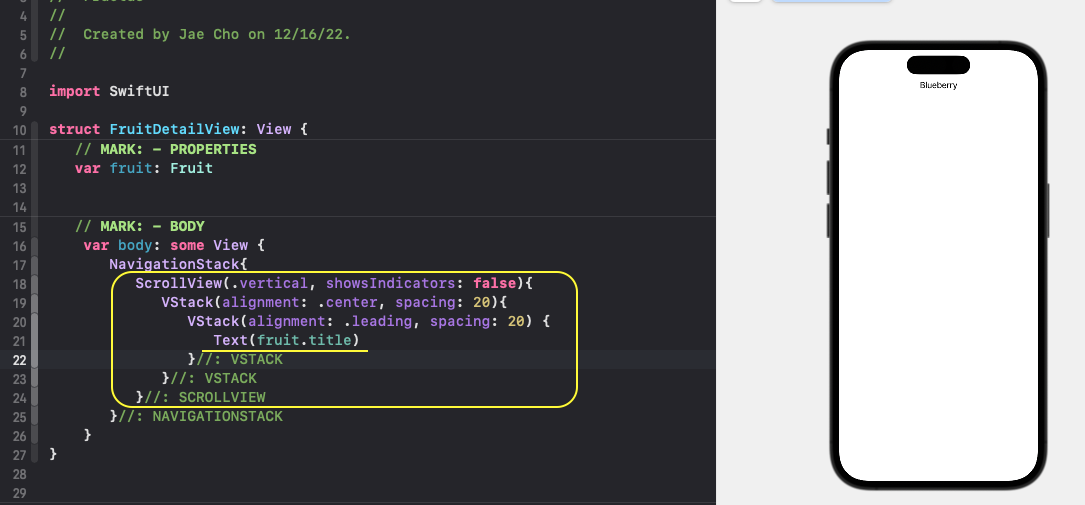 3
4 //
5 //  Created by Jae Cho on 12/16/22.
6 //
7
8 import SwiftUI
9
10 struct FruitDetailView: View {
11 // MARK: - PROPERTIES
12 var fruit: Fruit
13
14
15 // MARK: - BODY
16 var body: some View {
17 NavigationStack{
18 ScrollView(.vertical, showsIndicators: false){
19 VStack(alignment: .center, spacing: 20){
20 VStack(alignment: .leading, spacing: 20) {
21 Text(fruit.title)
22 }//: VSTACK
23 }//: VSTACK
24 }//: SCROLLVIEW
25 }//: NAVIGATIONSTACK
26 }
27 }
28
29
Blueberry